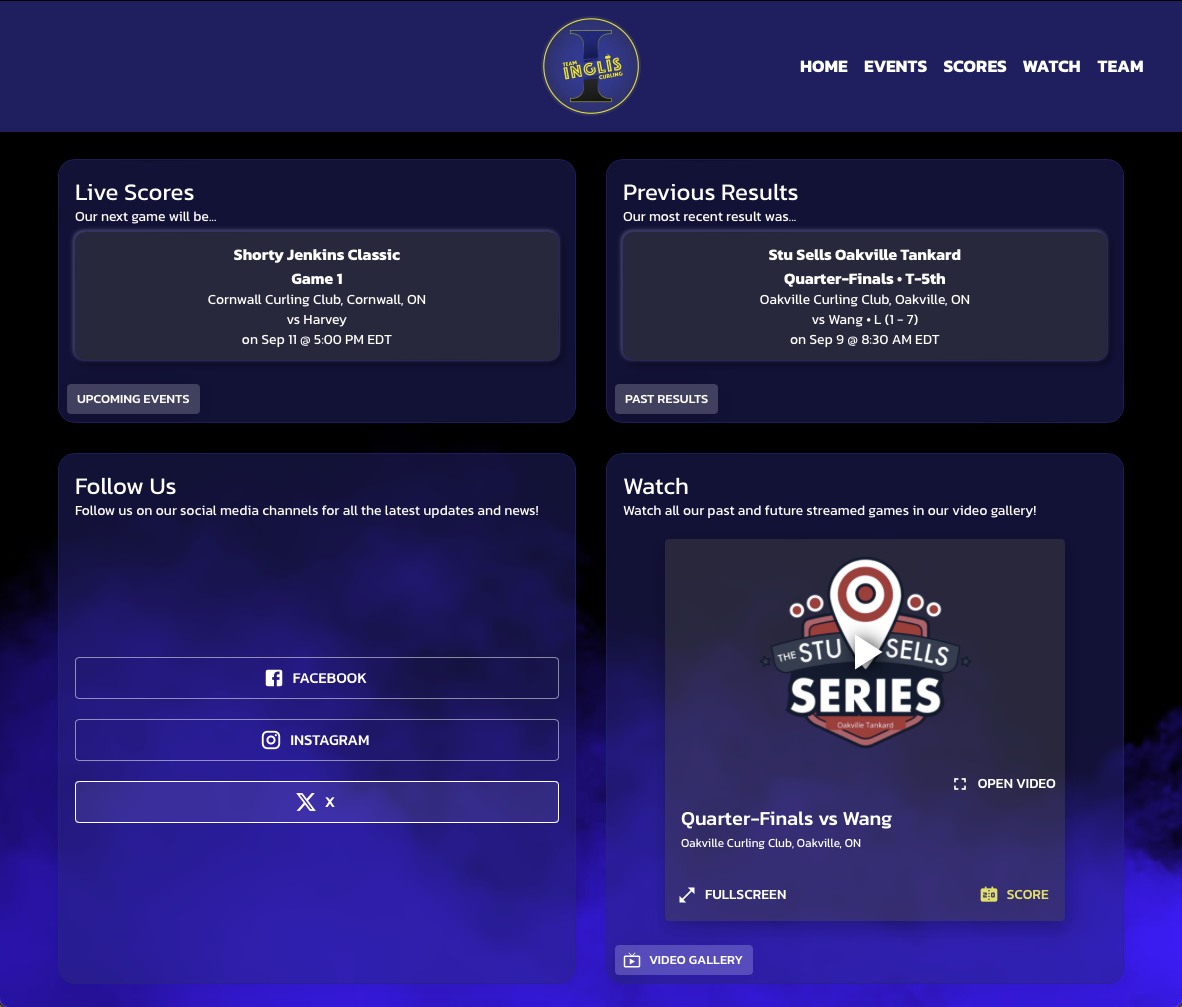 TEAM
INGLIS
CURLING
HOME EVENTS SCORES WATCH TEAM
Live Scores
Our next game will be...
Shorty Jenkins Classic
Game 1
Cornwall Curling Club, Cornwall, ON
vs Harvey
on Sep 11 @ 5:00 PM EDT
UPCOMING EVENTS
Previous Results
Our most recent result was...
Stu Sells Oakville Tankard
Quarter-Finals • T-5th
Oakville Curling Club, Oakville, ON
vs Wang • L (1 - 7)
on Sep 9 @ 8:30 AM EDT
PAST RESULTS
Follow Us
Follow us on our social media channels for all the latest updates and news!
FACEBOOK
INSTAGRAM
X
Watch
Watch all our past and future streamed games in our video gallery!
THE STU SELLS
SERIES
Oakville Tankard
OPEN VIDEO
Quarter-Finals vs Wang
Oakville Curling Club, Oakville, ON
FULLSCREEN
SCORE
VIDEO GALLERY